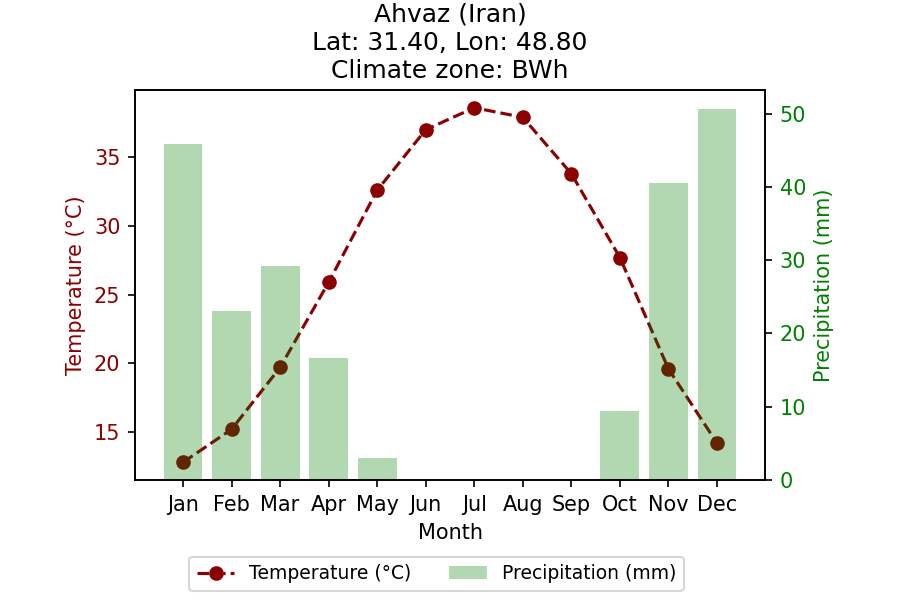 Ahvaz (Iran)
Lat: 31.40, Lon: 48.80
Climate zone: BWh
Temperature (°C)
35
30
25
20
15
50
40
30
20
10
0
Precipitation (mm)
Jan Feb Mar Apr May Jun Jul Aug Sep Oct Nov Dec
Month
Temperature (°C) Precipitation (mm)